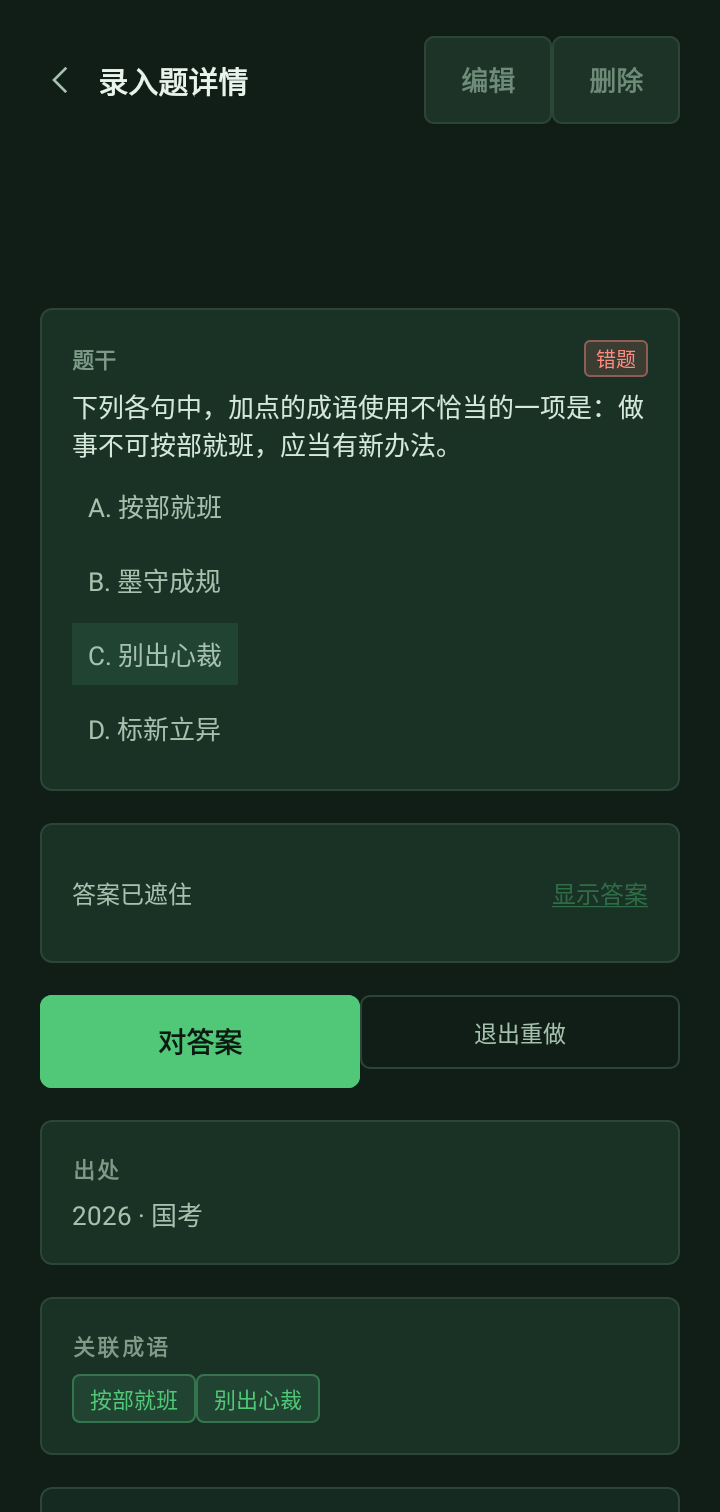 录入题详情
编辑
删除
题干
错题
下列各句中，加点的成语使用不恰当的一项是：做
事不可按部就班，应当有新办法。
A. 按部就班
B. 墨守成规
C. 别出心裁
D. 标新立异
答案已遮住
显示答案
对答案
退出重做
出处
2026 · 国考
关联成语
按部就班
别出心裁